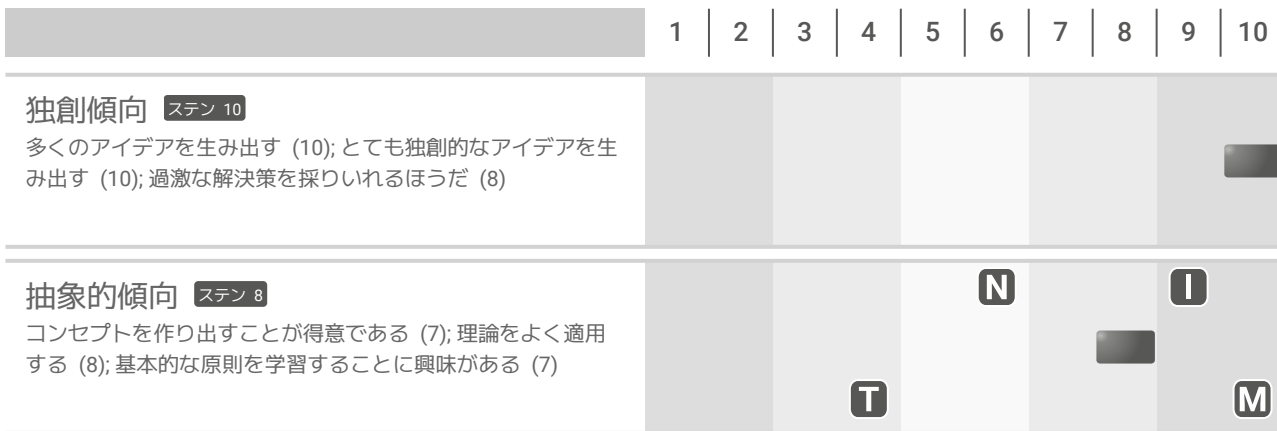 1 2 3 4 5 6 7 8 9 10
独創傾向 ステン 10
多くのアイデアを生み出す (10); とても独創的なアイデアを生
み出す (10); 過激な解決策を採りいれるほうだ (8)
抽象的傾向 ステン 8
N I
コンセプトを作り出すことが得意である (7); 理論をよく適用
する (8); 基本的な原則を学習することに興味がある (7)
T M